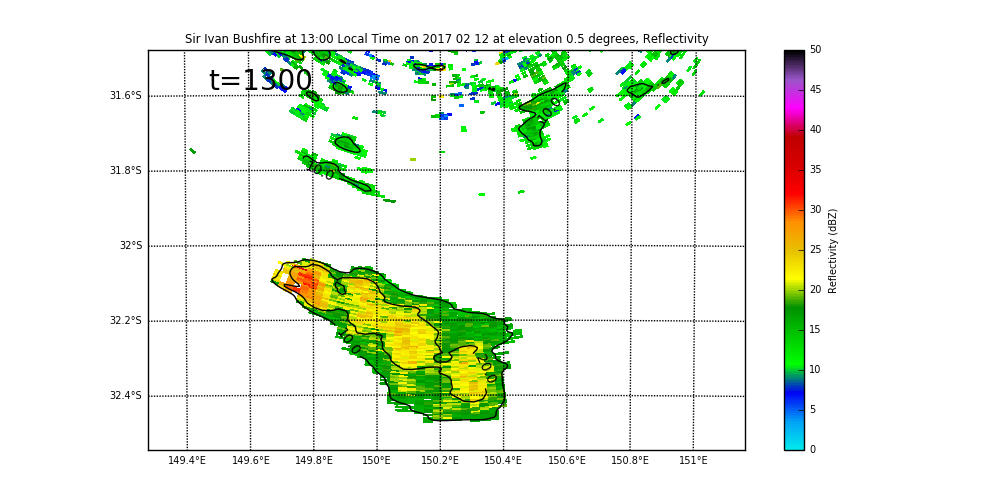 Sir Ivan Bushfire at 13:00 Local Time on 2017 02 12 at elevation 0.5 degrees, Reflectivity
t=1300
31.6°S
31.8°S
32°S
32.2°S
32.4°S
149.4°E 149.6°E 149.8°E 150°E 150.2°E 150.4°E 150.6°E 150.8°E 151°E
50
45
40
35
30
25
20
15
10
5
0
Reflectivity (dBZ)